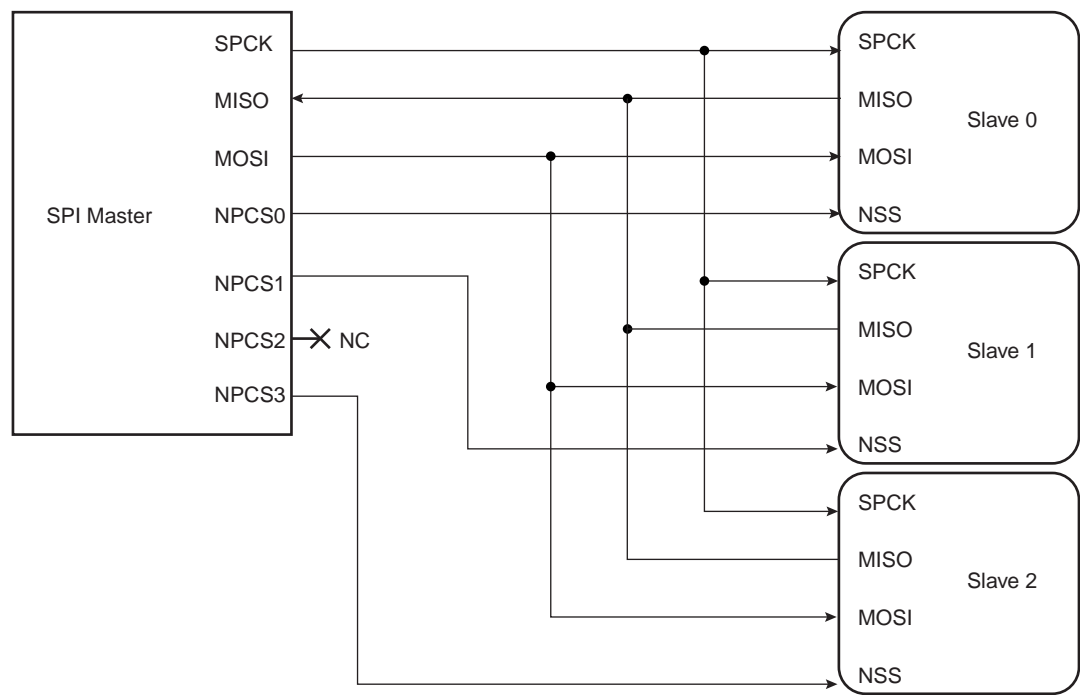 SPI Master
SPCK
MISO
MOSI
NPCS0
NPCS1
NPCS2
NC
NPCS3
SPCK
MISO
Slave 0
MOSI
NSS
SPCK
MISO
Slave 1
MOSI
NSS
SPCK
MISO
Slave 2
MOSI
NSS